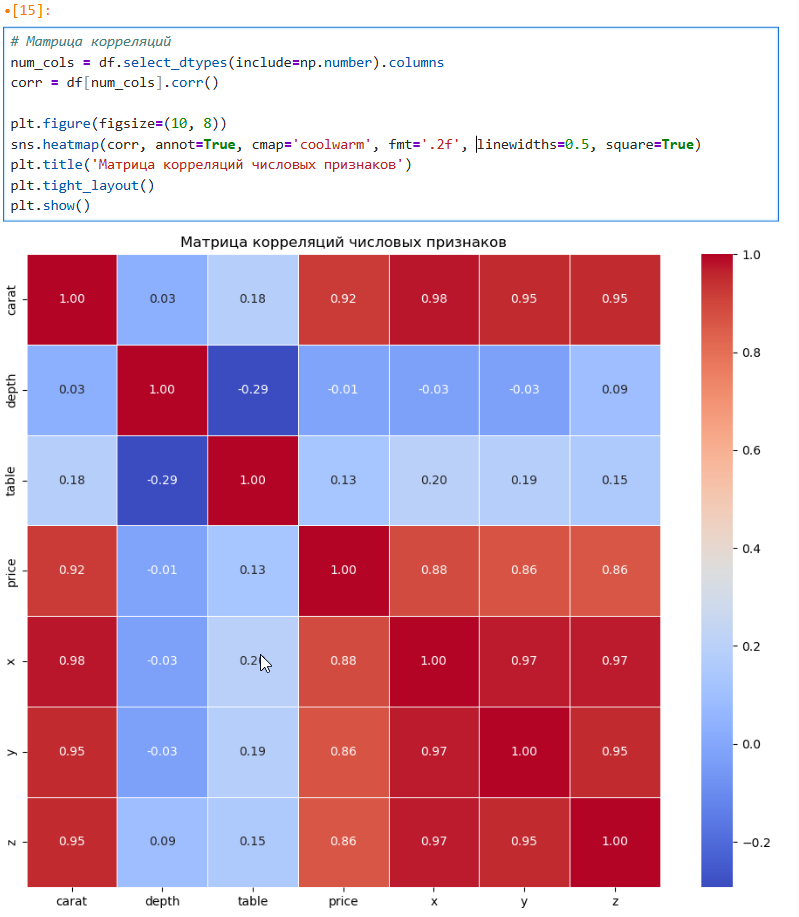 •[15]:
# Матрица корреляций
num_cols = df.select_dtypes(include=np.number).columns
corr = df[num_cols].corr()
plt.figure(figsize=(10, 8))
sns.heatmap(corr, annot=True, cmap='coolwarm', fmt='.2f', linewidths=0.5, square=True)
plt.title('Матрица корреляций числовых признаков')
plt.tight_layout()
plt.show()
Матрица корреляций числовых признаков
carat 1.00 0.03 0.18 0.92 0.98 0.95 0.95
depth 0.03 1.00 -0.29 -0.01 -0.03 -0.03 0.09
table 0.18 -0.29 1.00 0.13 0.20 0.19 0.15
price 0.92 -0.01 0.13 1.00 0.88 0.86 0.86
x 0.98 -0.03 0.2 0.88 1.00 0.97 0.97
y 0.95 -0.03 0.19 0.86 0.97 1.00 0.95
z 0.95 0.09 0.15 0.86 0.97 0.95 1.00
carat depth table price x y z
1.0
0.8
0.6
0.4
0.2
0.0
−0.2